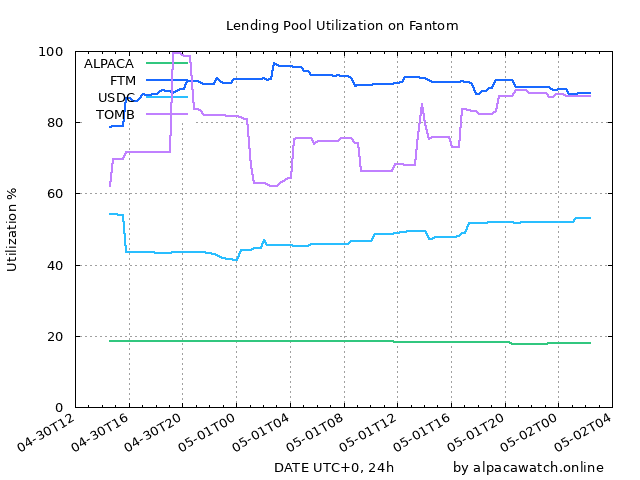 Lending Pool Utilization on Fantom
100
80
60
40
20
0
Utilization %
ALPACA
FTM
USDC
TOMB
04-30T12
04-30T16
04-30T20
05-01T00
05-01T04
05-01T08
05-01T12
05-01T16
05-01T20
05-02T00
05-02T04
DATE UTC+0, 24h
by alpacawatch.online